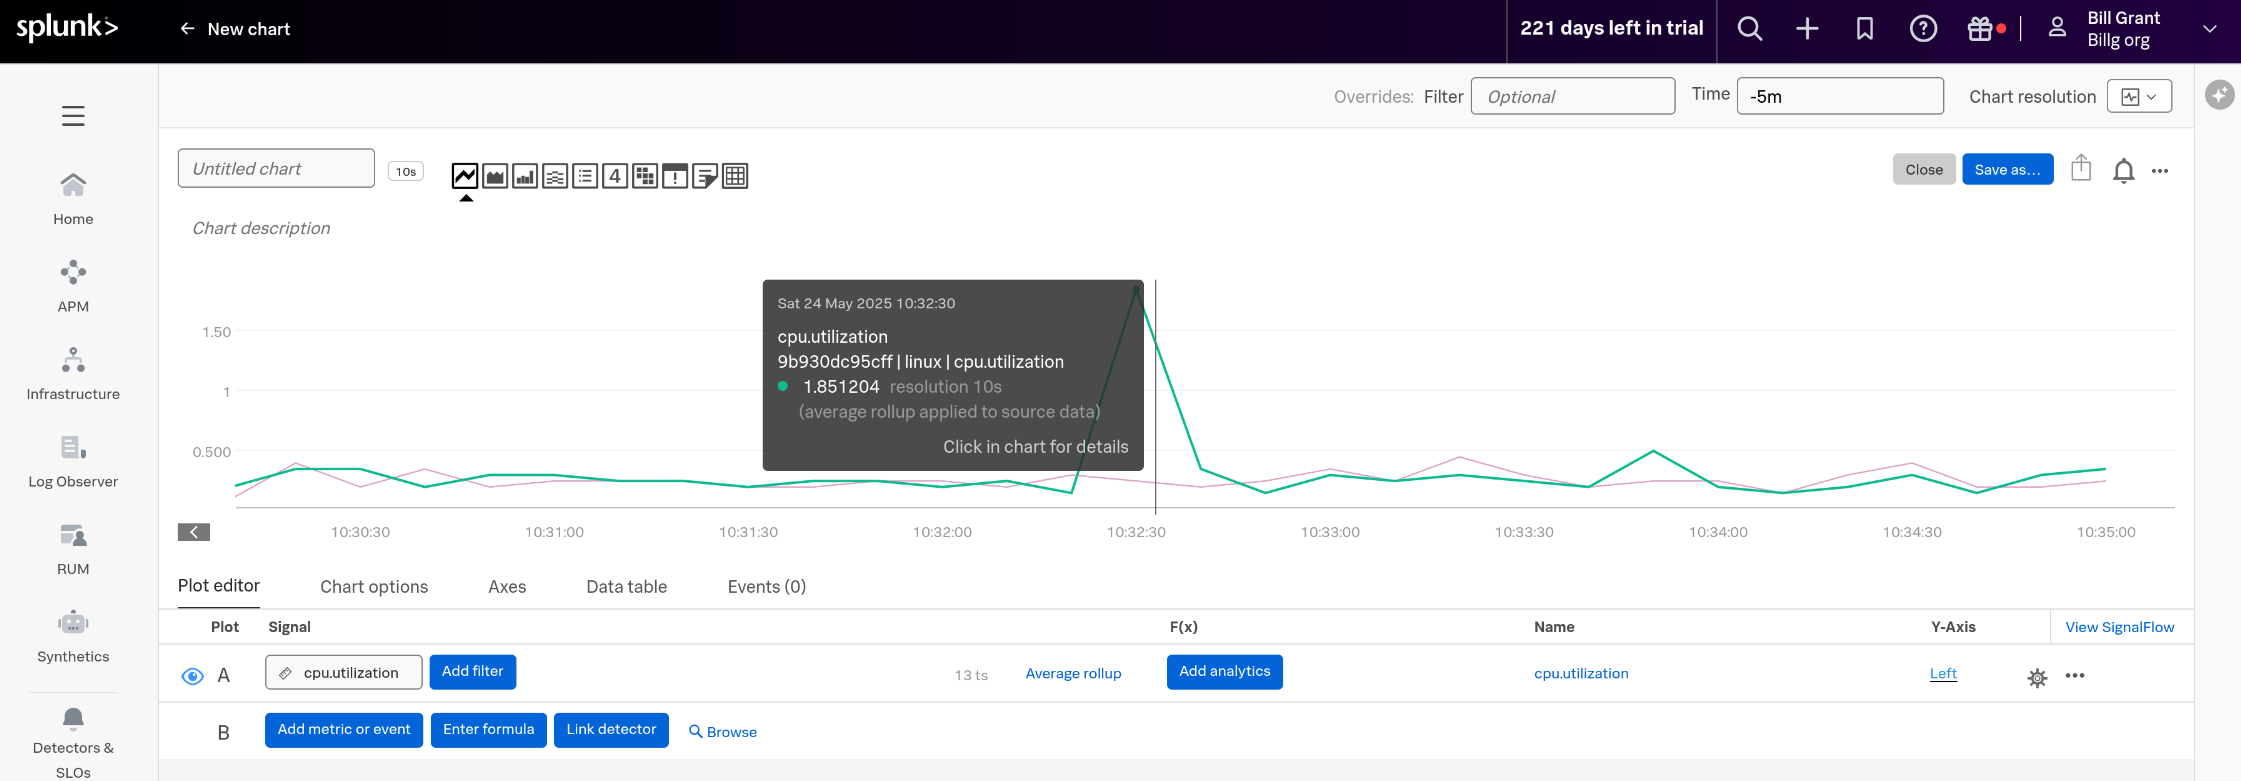 splunk>
New chart
221 days left in trial
Bill Grant
Billg org
Overrides: Filter Optional Time -5m Chart resolution
Untitled chart 10s 4 Close Save as...
Chart description
Sat 24 May 2025 10:32:30
cpu.utilization
9b930dc95cff | linux | cpu.utilization
1.851204 resolution 10s
(average rollup applied to source data)
Click in chart for details
1.50
1
0.500
10:30:30 10:31:00 10:31:30 10:32:00 10:32:30 10:33:00 10:33:30 10:34:00 10:34:30 10:35:00
Home
APM
Infrastructure
Log Observer
RUM
Synthetics
Detectors &
SLOs
Plot editor Chart options Axes Data table Events (0)
Plot Signal F(x) Name Y-Axis View SignalFlow
A cpu.utilization Add filter 13 ts Average rollup Add analytics cpu.utilization Left
B Add metric or event Enter formula Link detector Browse